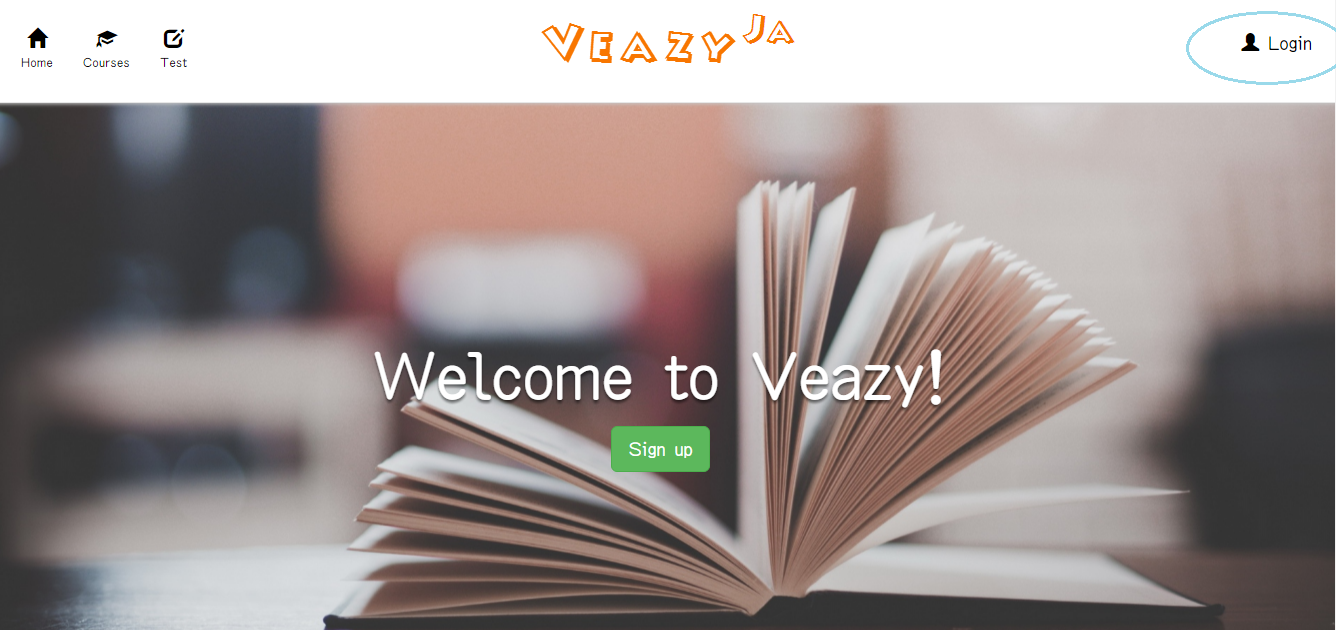 Home
Courses
Test
Veazy JA
Login
Welcome to Veazy!
Sign up